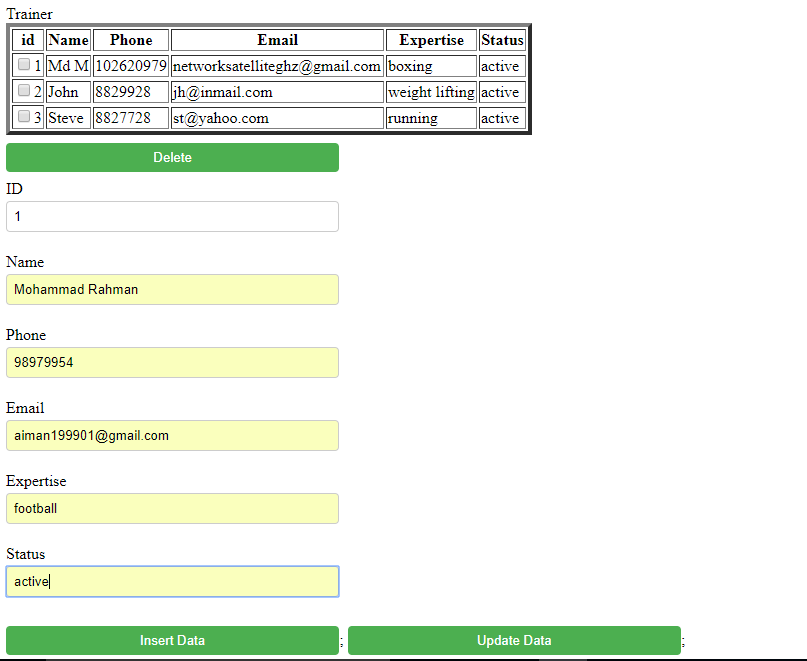 Trainer
id Name Phone Email Expertise Status
1 Md M 102620979 networksatelliteghz@gmail.com boxing active
2 John 8829928 jh@inmail.com weight lifting active
3 Steve 8827728 st@yahoo.com running active
Delete
ID
1
Name
Mohammad Rahman
Phone
98979954
Email
aiman199901@gmail.com
Expertise
football
Status
active
Insert Data ; Update Data ;